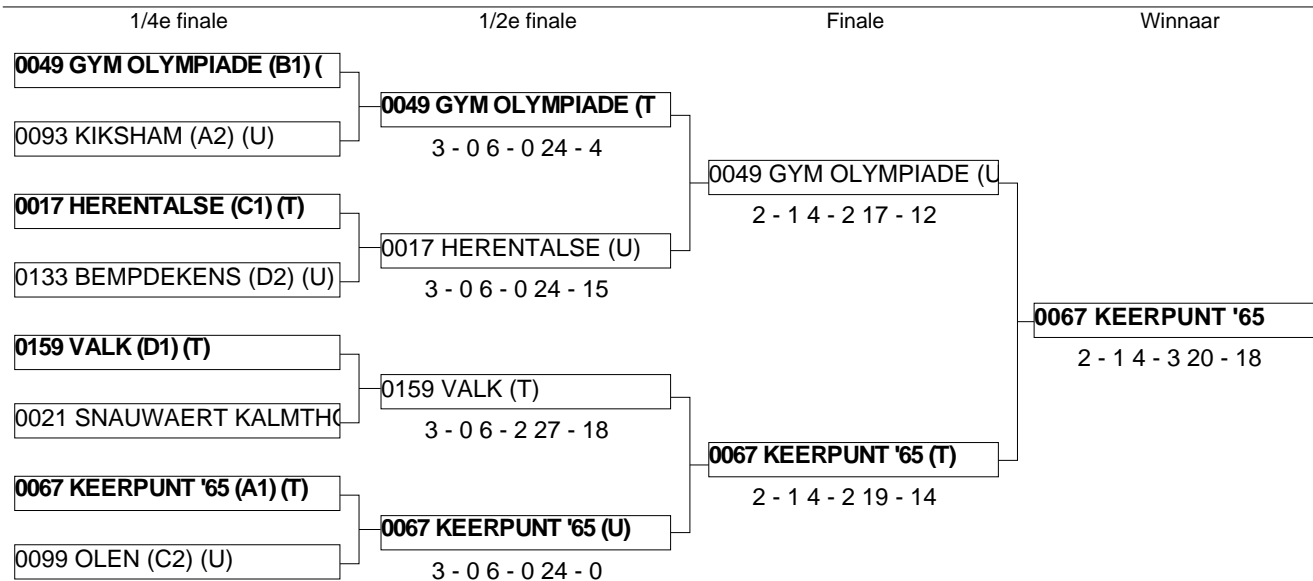 1/4e finale
1/2e finale
Finale
Winnaar
0049 GYM OLYMPIADE (B1) (
0093 KIKSHAM (A2) (U)
0017 HERENTALSE (C1) (T)
0133 BEMPDEKENS (D2) (U)
0159 VALK (D1) (T)
0021 SNAUWAERT KALMTHO
0067 KEERPUNT '65 (A1) (T)
0099 OLEN (C2) (U)
0049 GYM OLYMPIADE (T
3 - 0 6 - 0 24 - 4
0017 HERENTALSE (U)
3 - 0 6 - 0 24 - 15
0159 VALK (T)
3 - 0 6 - 2 27 - 18
0067 KEERPUNT '65 (U)
3 - 0 6 - 0 24 - 0
0049 GYM OLYMPIADE (U
2 - 1 4 - 2 17 - 12
0067 KEERPUNT '65 (T)
2 - 1 4 - 2 19 - 14
0067 KEERPUNT '65
2 - 1 4 - 3 20 - 18